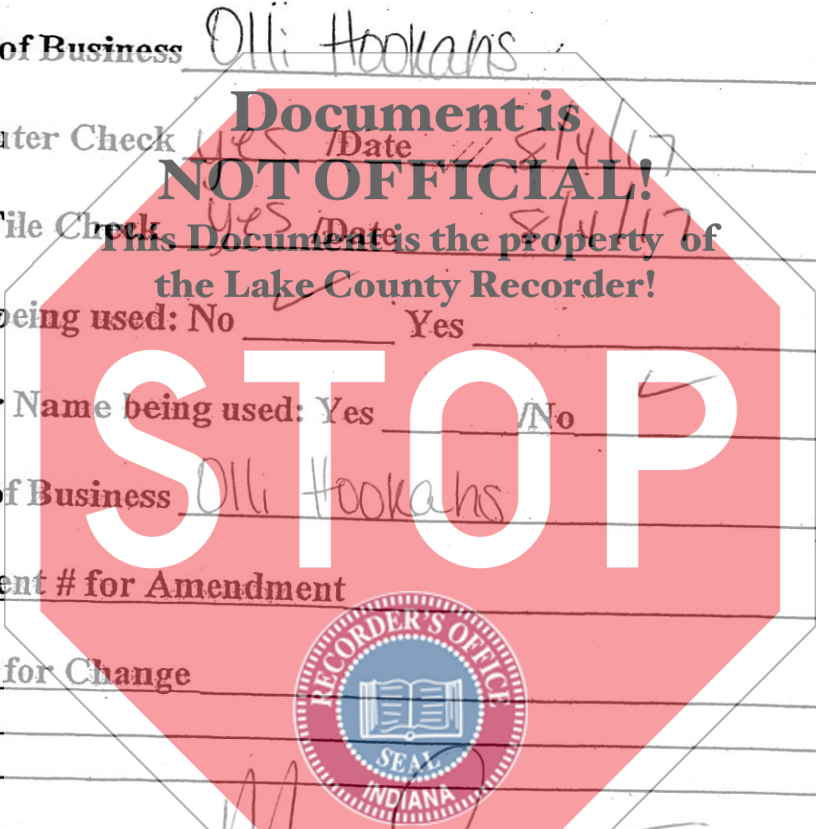 of Business Olli Hookahs
Document is
uter Check yes /Date 8/4/17
NOT OFFICIAL!
File Check yes /Date 8/4/17
This Document is the property of
the Lake County Recorder!
being used: No Yes
STOP
Name being used: Yes /No
of Business Olli Hookahs
ent # for Amendment
RECORDER'S OFFICE
for Change
SEAL
INDIANA